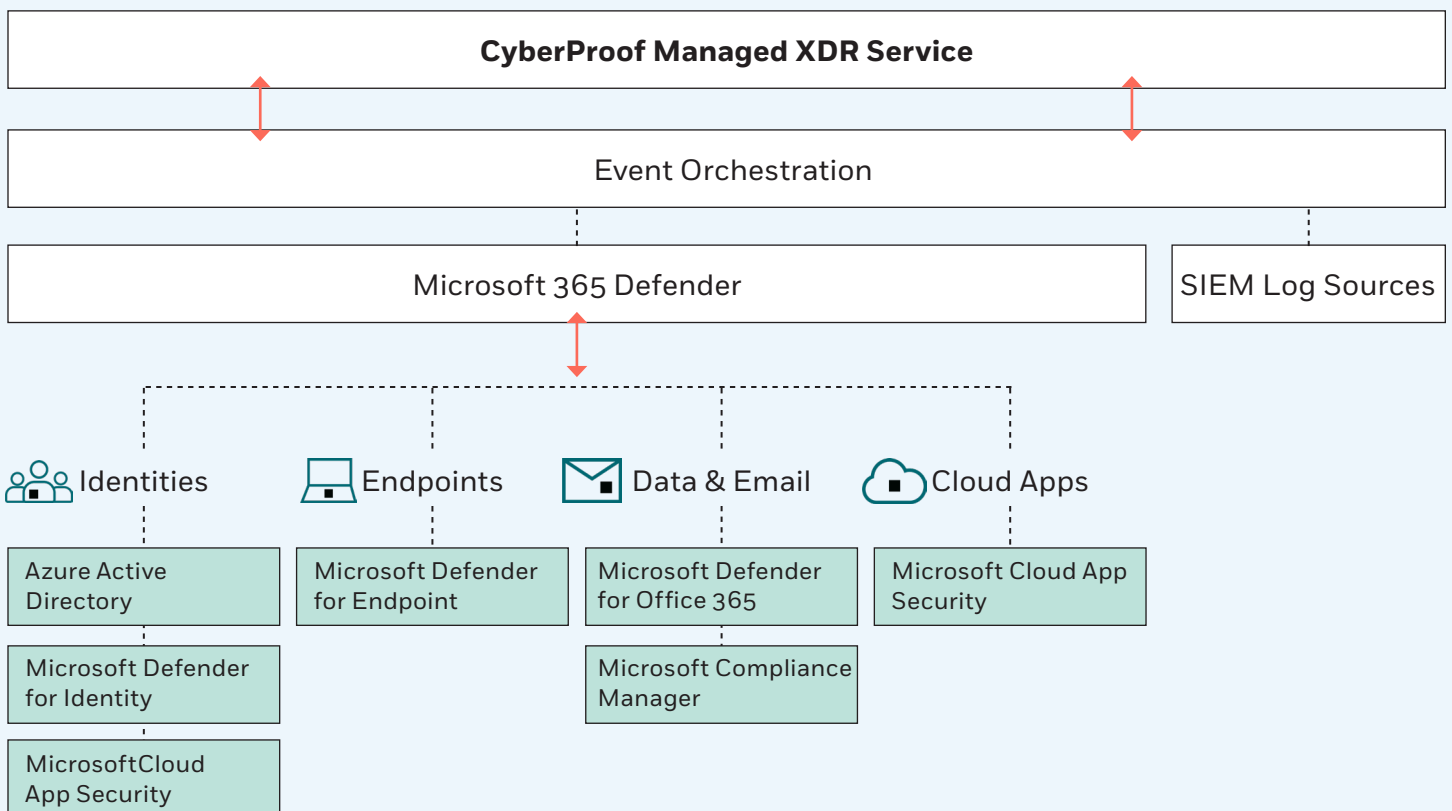 CyberProof Managed XDR Service
Event Orchestration
Microsoft 365 Defender
SIEM Log Sources
Identities
Endpoints
Data & Email
Cloud Apps
Azure Active
Directory
Microsoft Defender
for Endpoint
Microsoft Defender
for Office 365
Microsoft Cloud App
Security
Microsoft Defender
for Identity
Microsoft Compliance
Manager
MicrosoftCloud
App Security